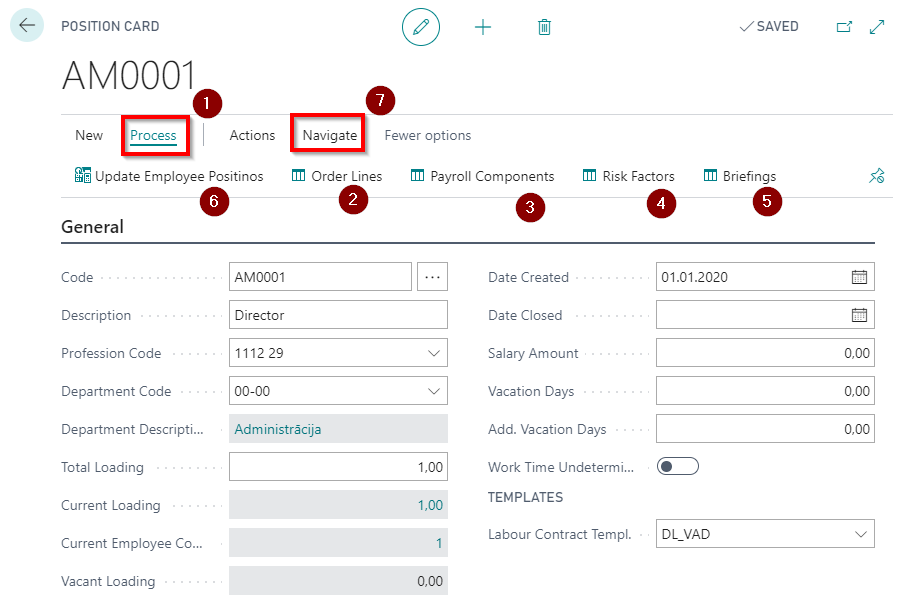 POSITION CARD
SAVED
AM0001
1
7
New
Process
Actions
Navigate
Fewer options
Update Employee Positinos
Order Lines
Payroll Components
Risk Factors
Briefings
6
2
3
4
5
General
Code
AM0001
...
Date Created
01.01.2020
Description
Director
Date Closed
Profession Code
1112 29
Salary Amount
0,00
Department Code
00-00
Vacation Days
0,00
Department Descripti...
Administrācija
Add. Vacation Days
0,00
Total Loading
1,00
Work Time Undetermi...
Current Loading
1,00
TEMPLATES
Current Employee Co...
1
Labour Contract Templ.
DL_VAD
Vacant Loading
0,00